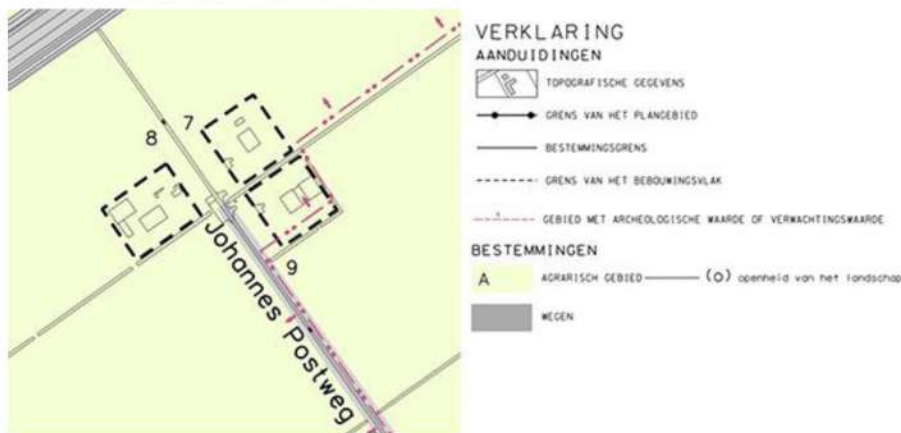 8
7
9
Johannes Postweg
VERKLARING
AANDUIDINGEN
TOPOGRAFISCHE GEGEVENS
GRENS VAN HET PLANGEBIED
BESTEMMINGSGRENS
GRENS VAN HET BEBOUWINGSVLAK
GEBIED MET ARCHEOLOGISCHE WAARDE OF VERWACHTINGSWAARDE
BESTEMMINGEN
A AGRARISCH GEBIED (o) openheid van het landschap
WEGEN